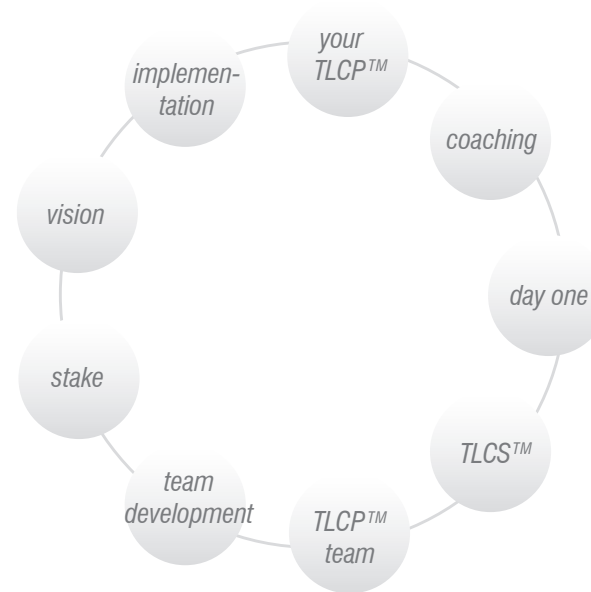 your
TLCP™
implemen-
tation
coaching
vision
day one
stake
TLCS™
team
development
TLCP™
team